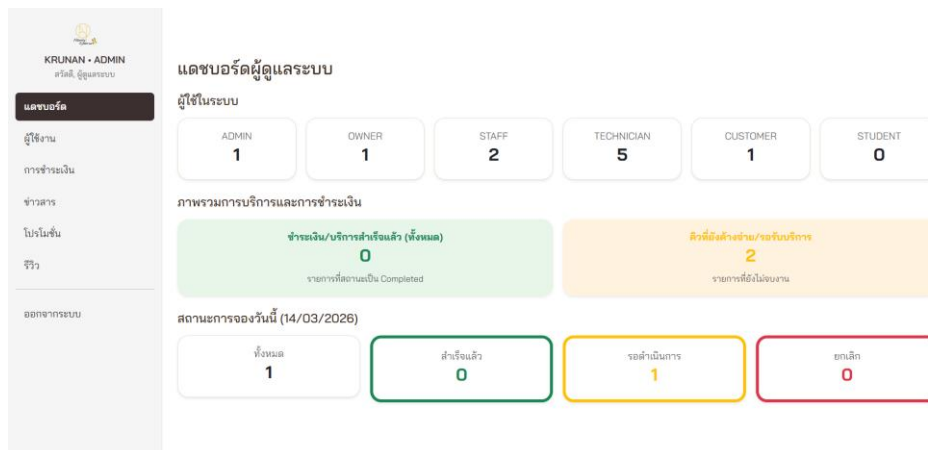 KRUNAN • ADMIN
สวัสดี, ผู้ดูแลระบบ
แดชบอร์ด
ผู้ใช้งาน
การชำระเงิน
ข่าวสาร
โปรโมชั่น
รีวิว
ออกจากระบบ
แดชบอร์ดผู้ดูแลระบบ
ผู้ใช้ในระบบ
ADMIN OWNER STAFF TECHNICIAN CUSTOMER STUDENT
1 1 2 5 1 0
ภาพรวมการบริการและการชำระเงิน
ชำระเงิน/บริการสำเร็จแล้ว (ทั้งหมด)
0
รายการที่สถานะเป็น Completed
คิวที่ยังค้างจ่าย/รอรับบริการ
2
รายการที่ยังไม่จบงาน
สถานะการจองวันนี้ (14/03/2026)
ทั้งหมด สำเร็จแล้ว รอดำเนินการ ยกเลิก
1 0 1 0